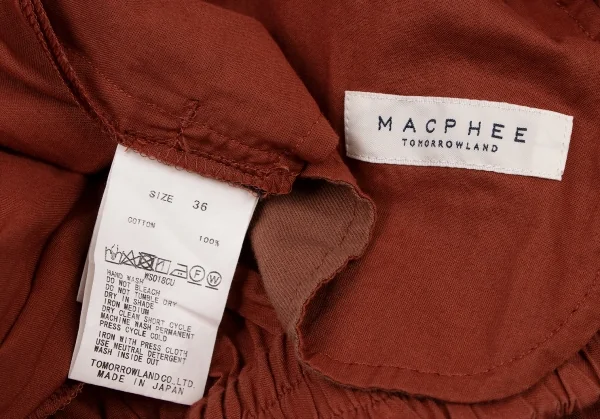 MACPHEE
TOMORROWLAND
SIZE 36
COTTON 100%
F W
WS018CU
HAND WASH
DO NOT BLEACH
DO NOT TUMBLE DRY
DRY IN SHADE
IRON MEDIUM
DRY CLEAN SHORT CYCLE
MACHINE WASH PERMANENT
PRESS CYCLE COLD
IRON WITH PRESS CLOTH
USE NEUTRAL DETERGENT
WASH INSIDE OUT
TOMORROWLAND CO.,LTD.
MADE IN JAPAN